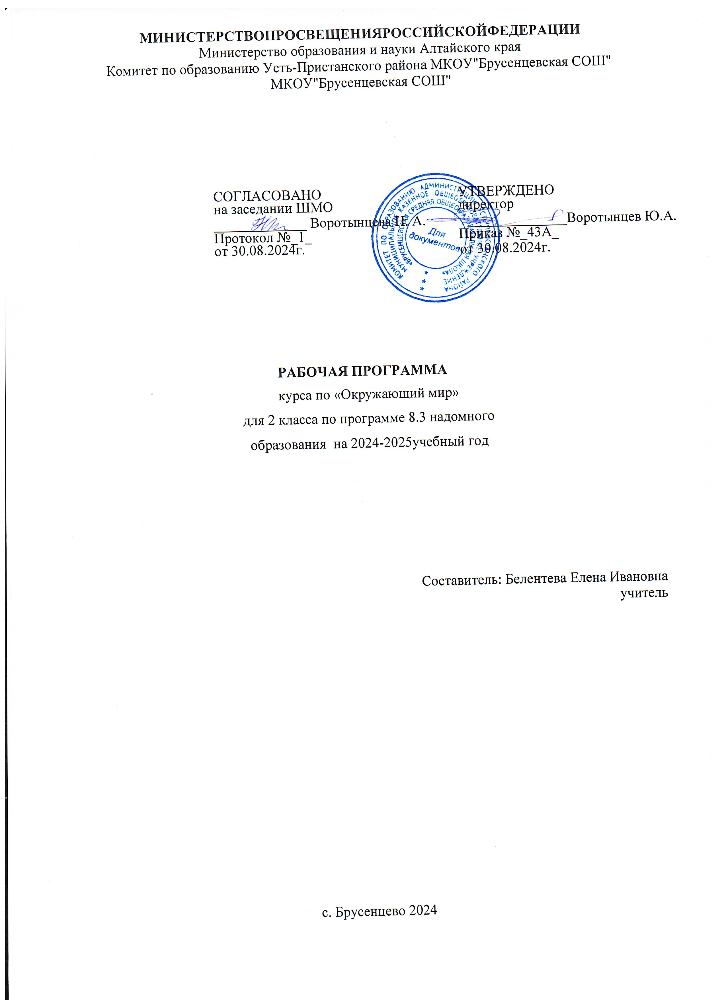 МИНИСТЕРСТВОПРОСВЕЩЕНИЯРОССИЙСКОЙФЕДЕРАЦИИ
Министерство образования и науки Алтайского края
Комитет по образованию Усть-Пристанского района МКОУ"Брусенцевская СОШ"
МКОУ"Брусенцевская СОШ"
СОГЛАСОВАНО
на заседании ШМО
_____________ Воротынцева Н. А.
Протокол №_1_
от 30.08.2024г.
УТВЕРЖДЕНО
директор
_______________Воротынцев Ю.А.
Приказ №_43А_
от 30.08.2024г.
КОМИТЕТ ПО ОБРАЗОВАНИЮ АДМИНИСТРАЦИИ УСТЬ-ПРИСТАНСКОГО РАЙОНА
МУНИЦИПАЛЬНОЕ КАЗЕННОЕ ОБЩЕОБРАЗОВАТЕЛЬНОЕ УЧРЕЖДЕНИЕ
«БРУСЕНЦЕВСКАЯ СРЕДНЯЯ ОБЩЕОБРАЗОВАТЕЛЬНАЯ ШКОЛА»
Для
документов
РАБОЧАЯ ПРОГРАММА
курса по «Окружающий мир»
для 2 класса по программе 8.3 надомного
образования  на 2024-2025учебный год
Составитель: Белентева Елена Ивановна
учитель
с. Брусенцево 2024